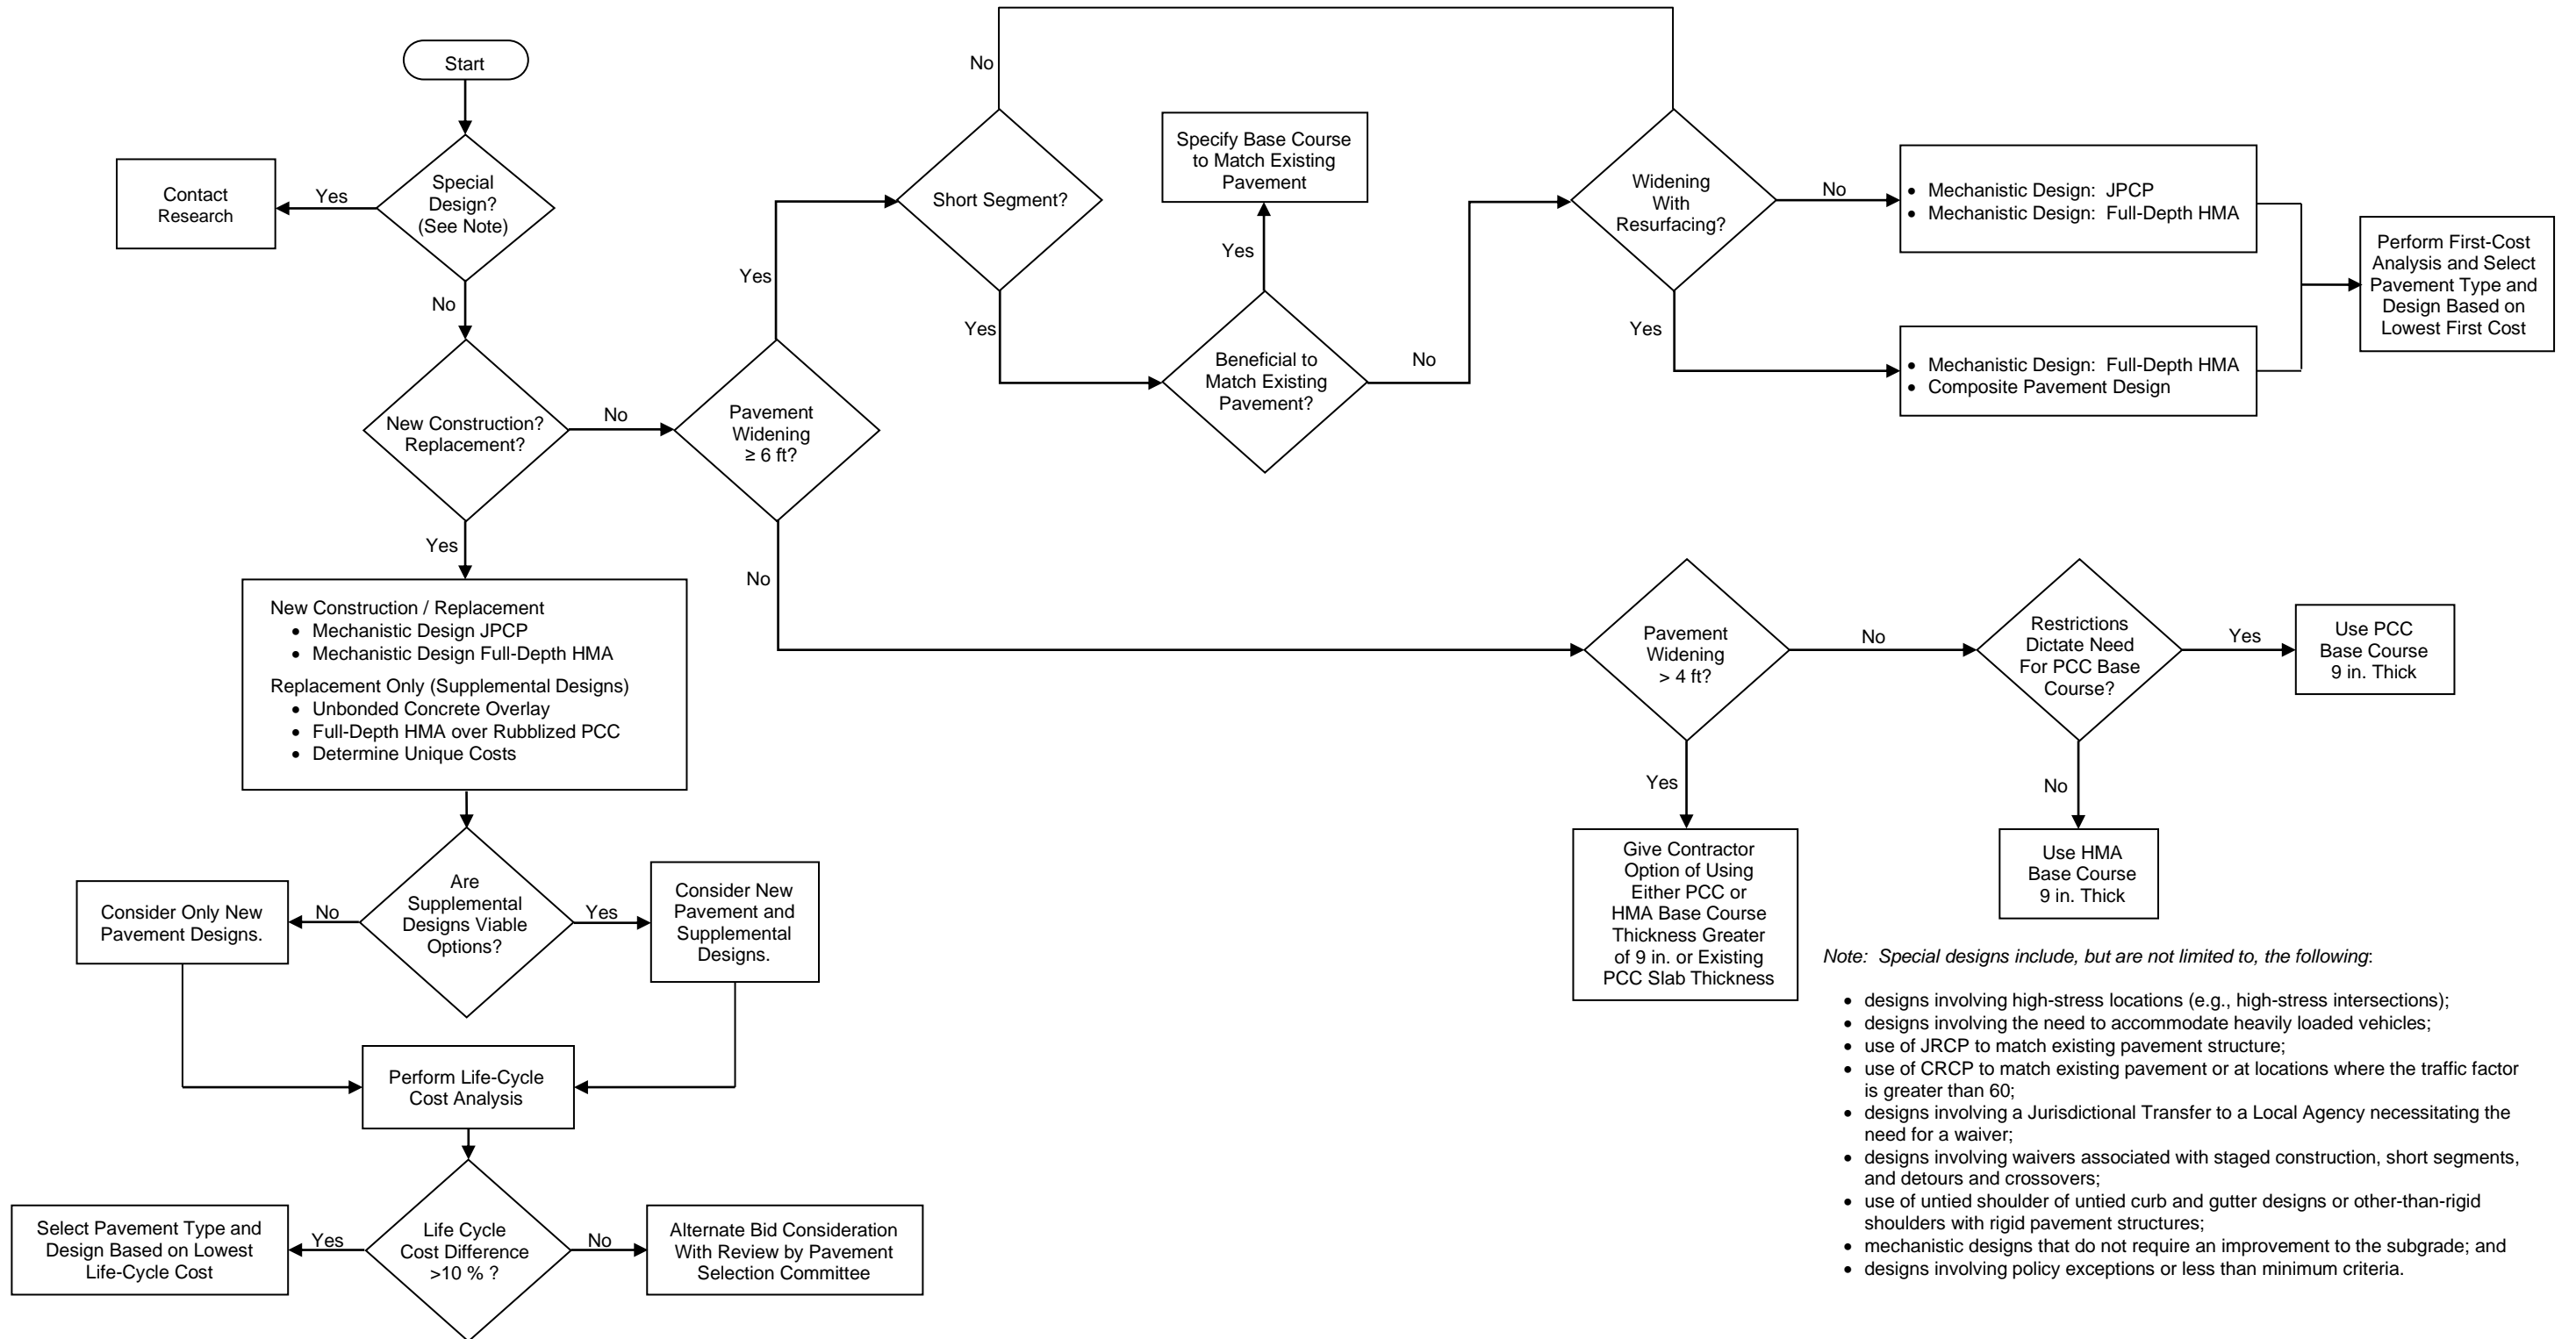 Start
Special
Design?
(See Note)
Yes
Contact
Research
No
New Construction?
Replacement?
No
Pavement
Widening
≥ 6 ft?
Yes
Short Segment?
No
Yes
Beneficial to
Match Existing
Pavement?
Yes
Specify Base Course
to Match Existing
Pavement
No
Widening
With
Resurfacing?
No
• Mechanistic Design:  JPCP
• Mechanistic Design:  Full-Depth HMA
Yes
• Mechanistic Design:  Full-Depth HMA
• Composite Pavement Design
Perform First-Cost
Analysis and Select
Pavement Type and
Design Based on
Lowest First Cost
No
Pavement
Widening
> 4 ft?
No
Restrictions
Dictate Need
For PCC Base
Course?
Yes
Use PCC
Base Course
9 in. Thick
No
Use HMA
Base Course
9 in. Thick
Yes
Give Contractor
Option of Using
Either PCC or
HMA Base Course
Thickness Greater
of 9 in. or Existing
PCC Slab Thickness
Yes
New Construction / Replacement
• Mechanistic Design JPCP
• Mechanistic Design Full-Depth HMA
Replacement Only (Supplemental Designs)
• Unbonded Concrete Overlay
• Full-Depth HMA over Rubblized PCC
• Determine Unique Costs
Are
Supplemental
Designs Viable
Options?
No
Consider Only New
Pavement Designs.
Yes
Consider New
Pavement and
Supplemental
Designs.
Perform Life-Cycle
Cost Analysis
Life Cycle
Cost Difference
>10 % ?
Yes
Select Pavement Type and
Design Based on Lowest
Life-Cycle Cost
No
Alternate Bid Consideration
With Review by Pavement
Selection Committee
Note:  Special designs include, but are not limited to, the following:
• designs involving high-stress locations (e.g., high-stress intersections);
• designs involving the need to accommodate heavily loaded vehicles;
• use of JRCP to match existing pavement structure;
• use of CRCP to match existing pavement or at locations where the traffic factor
is greater than 60;
• designs involving a Jurisdictional Transfer to a Local Agency necessitating the
need for a waiver;
• designs involving waivers associated with staged construction, short segments,
and detours and crossovers;
• use of untied shoulder of untied curb and gutter designs or other-than-rigid
shoulders with rigid pavement structures;
• mechanistic designs that do not require an improvement to the subgrade; and
• designs involving policy exceptions or less than minimum criteria.